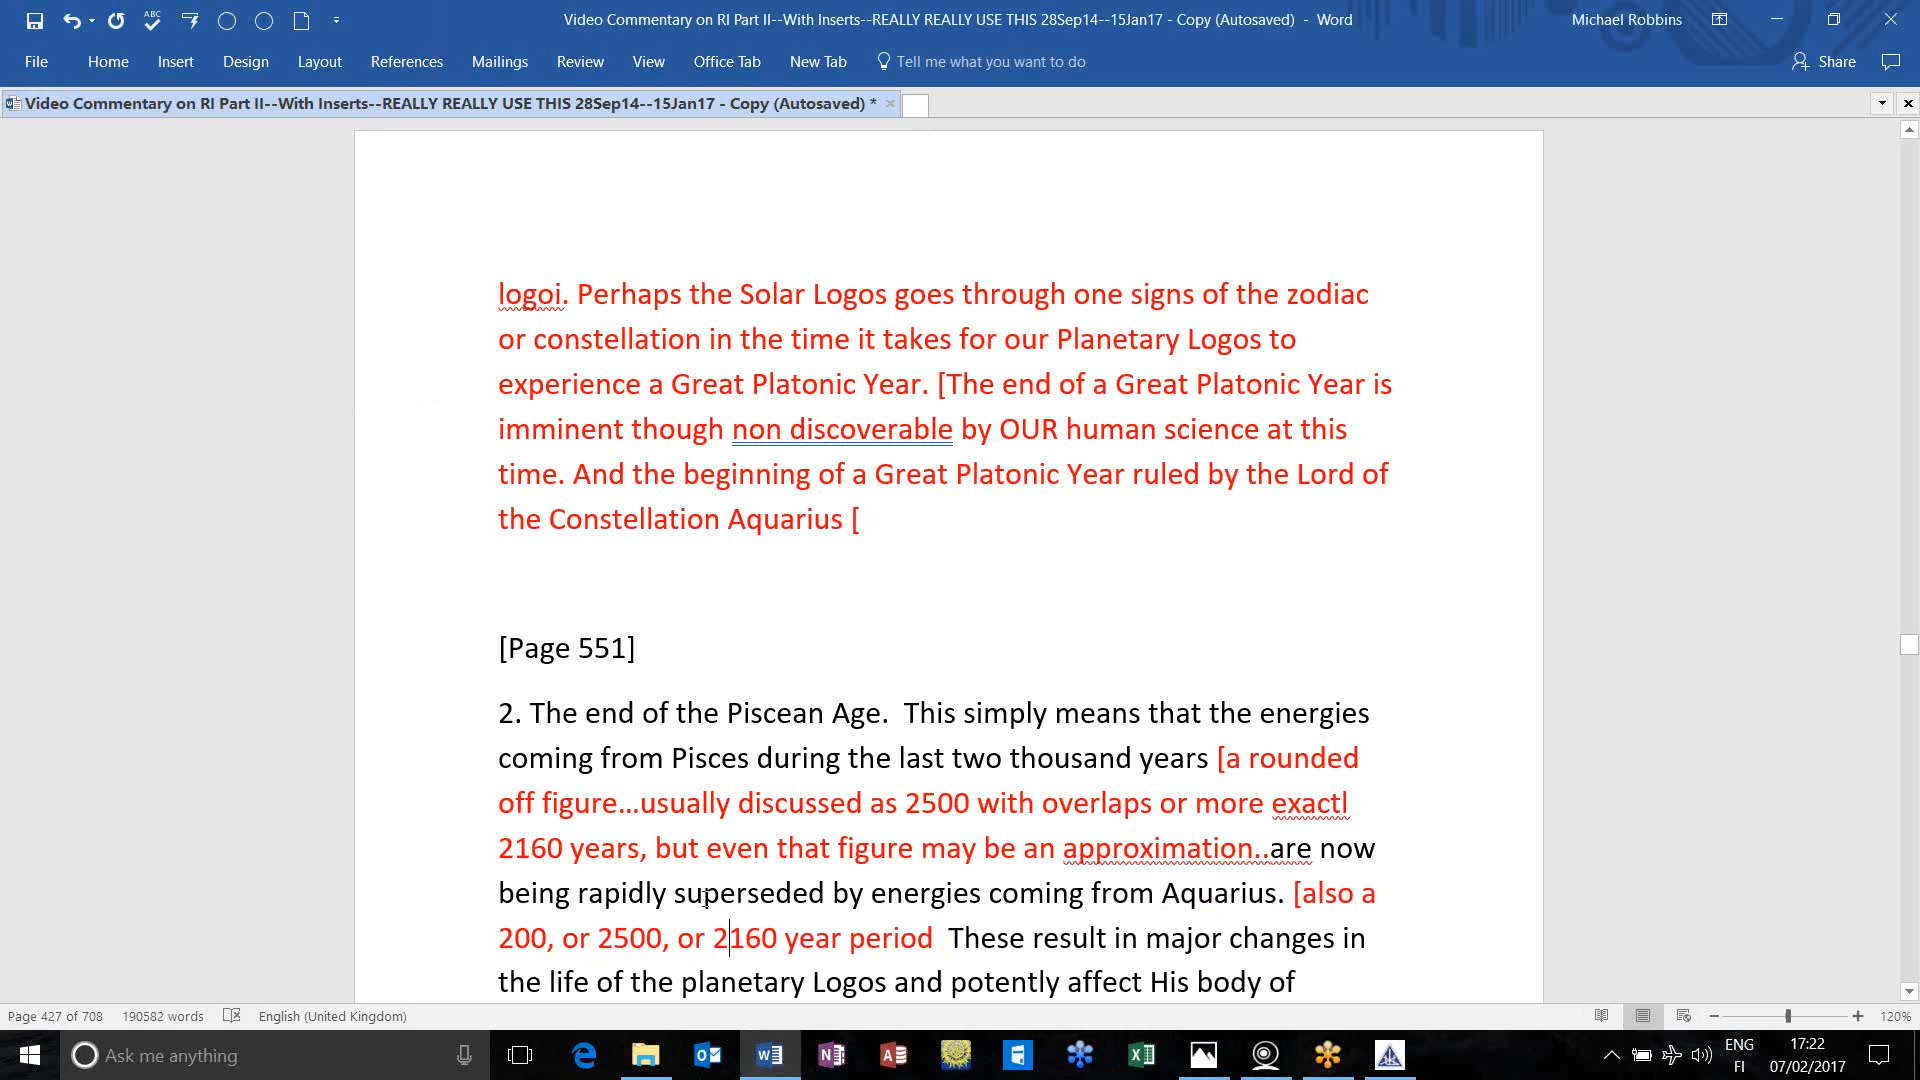 Video Commentary on RI Part II--With Inserts--REALLY REALLY USE THIS 28Sep14--15Jan17 - Copy (Autosaved) - Word
Michael Robbins
File Home Insert Design Layout References Mailings Review View Office Tab New Tab Tell me what you want to do Share
Video Commentary on RI Part II--With Inserts--REALLY REALLY USE THIS 28Sep14--15Jan17 - Copy (Autosaved) *
logoi. Perhaps the Solar Logos goes through one signs of the zodiac
or constellation in the time it takes for our Planetary Logos to
experience a Great Platonic Year. [The end of a Great Platonic Year is
imminent though non discoverable by OUR human science at this
time. And the beginning of a Great Platonic Year ruled by the Lord of
the Constellation Aquarius [
[Page 551]
2. The end of the Piscean Age.  This simply means that the energies
coming from Pisces during the last two thousand years [a rounded
off figure…usually discussed as 2500 with overlaps or more exactl
2160 years, but even that figure may be an approximation..are now
being rapidly superseded by energies coming from Aquarius. [also a
200, or 2500, or 2160 year period  These result in major changes in
the life of the planetary Logos and potently affect His body of
Page 427 of 708 190582 words English (United Kingdom) 120%
Ask me anything
ENG
FI
17:22
07/02/2017